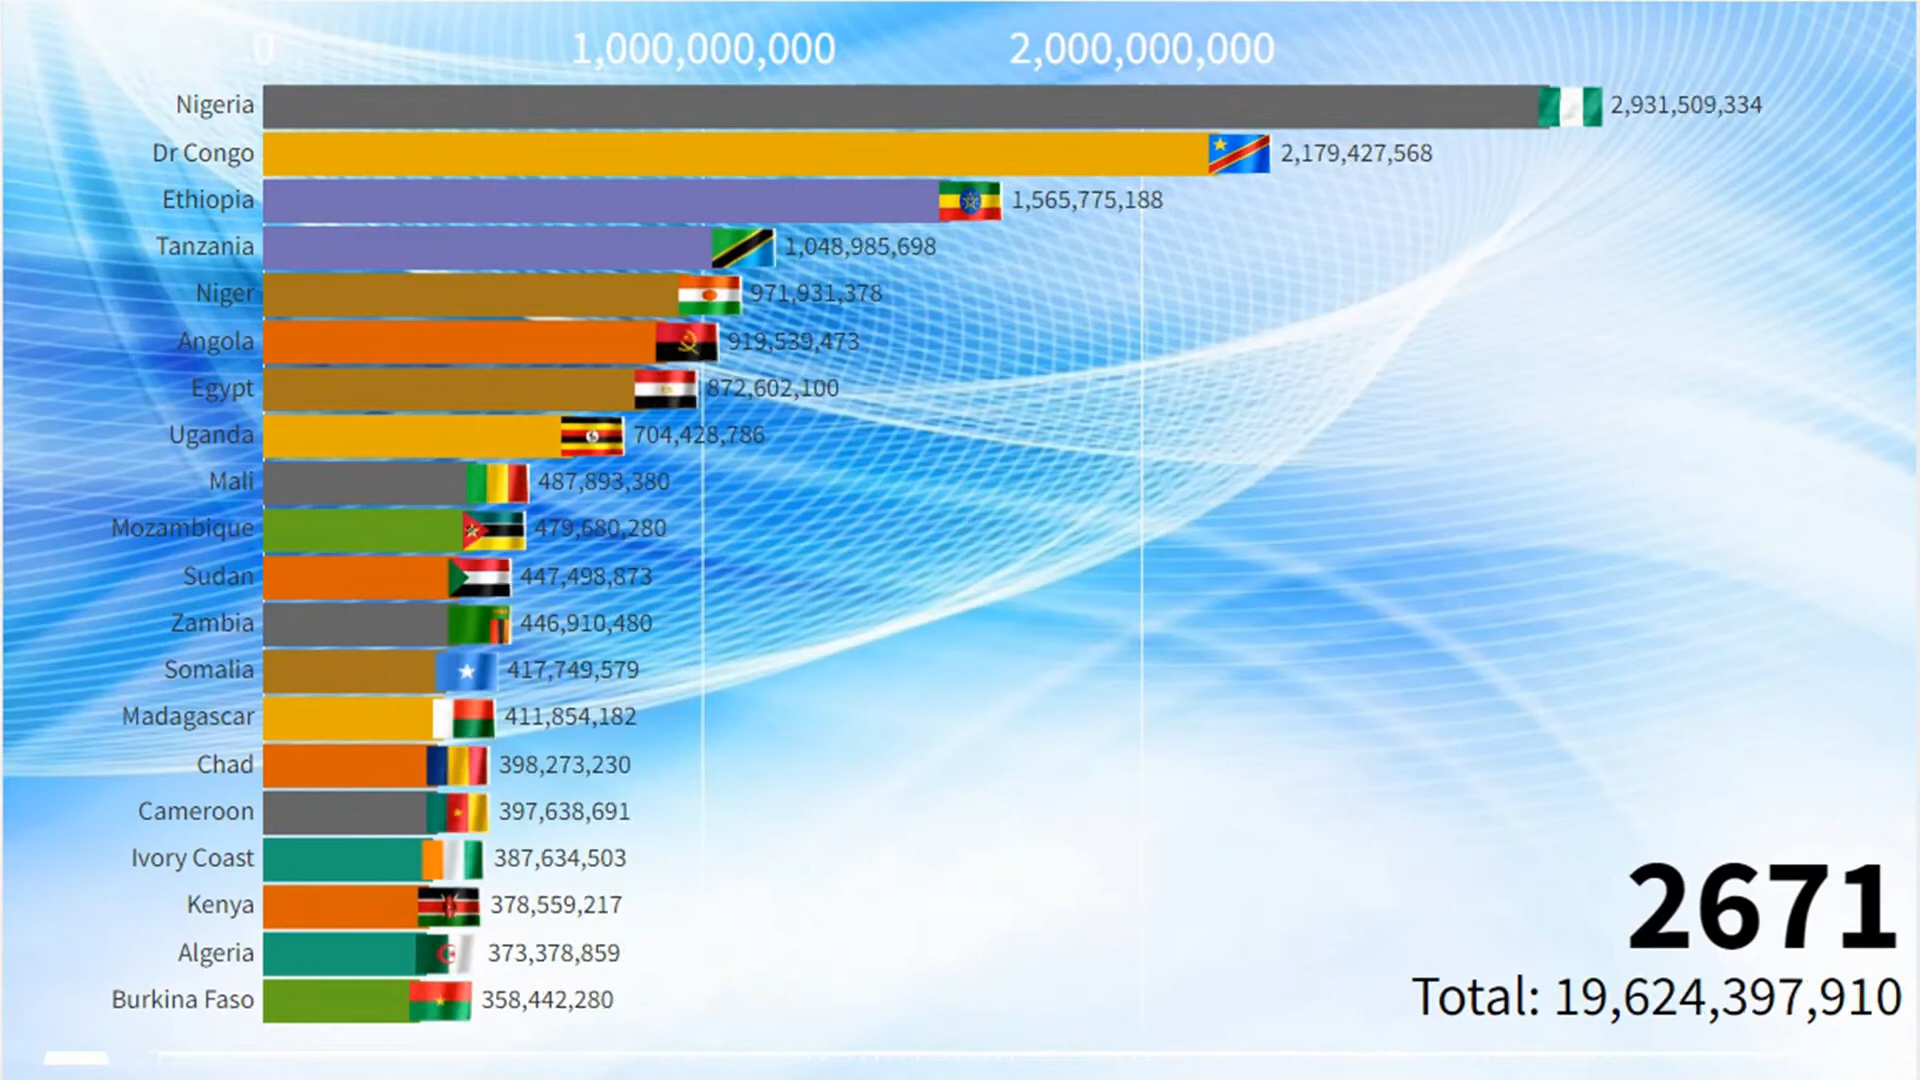 0 1,000,000,000 2,000,000,000
Nigeria 2,931,509,334
Dr Congo 2,179,427,568
Ethiopia 1,565,775,188
Tanzania 1,048,985,698
Niger 971,931,378
Angola 919,539,473
Egypt 872,602,100
Uganda 704,428,786
Mali 487,893,380
Mozambique 479,680,280
Sudan 447,498,873
Zambia 446,910,480
Somalia 417,749,579
Madagascar 411,854,182
Chad 398,273,230
Cameroon 397,638,691
Ivory Coast 387,634,503
Kenya 378,559,217
Algeria 373,378,859
Burkina Faso 358,442,280
2671
Total: 19,624,397,910